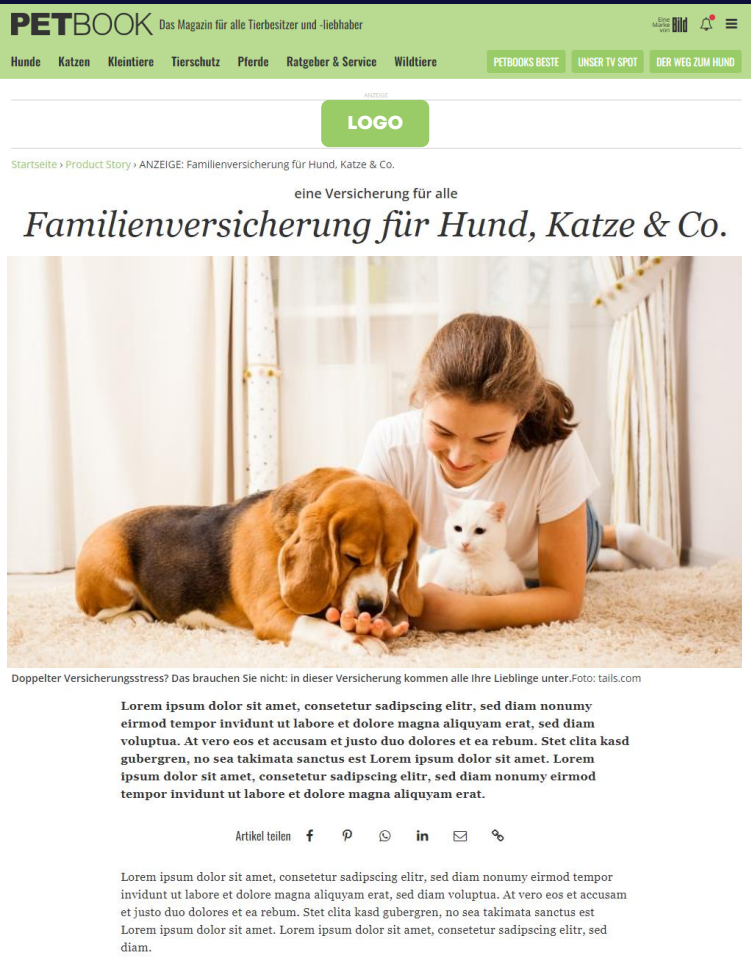 PETBOOK Das Magazin für alle Tierbesitzer und -liebhaber
Eine Marke von Bild
Hunde Katzen Kleintiere Tierschutz Pferde Ratgeber & Service Wildtiere PETBOOKS BESTE UNSER TV SPOT DER WEG ZUM HUND
ANZEIGE
LOGO
Startseite › Product Story › ANZEIGE: Familienversicherung für Hund, Katze & Co.
eine Versicherung für alle
Familienversicherung für Hund, Katze & Co.
Doppelter Versicherungsstress? Das brauchen Sie nicht: in dieser Versicherung kommen alle Ihre Lieblinge unter.Foto: tails.com
Lorem ipsum dolor sit amet, consetetur sadipscing elitr, sed diam nonumy
eirmod tempor invidunt ut labore et dolore magna aliquyam erat, sed diam
voluptua. At vero eos et accusam et justo duo dolores et ea rebum. Stet clita kasd
gubergren, no sea takimata sanctus est Lorem ipsum dolor sit amet. Lorem
ipsum dolor sit amet, consetetur sadipscing elitr, sed diam nonumy eirmod
tempor invidunt ut labore et dolore magna aliquyam erat.
Artikel teilen
Lorem ipsum dolor sit amet, consetetur sadipscing elitr, sed diam nonumy eirmod tempor
invidunt ut labore et dolore magna aliquyam erat, sed diam voluptua. At vero eos et accusam
et justo duo dolores et ea rebum. Stet clita kasd gubergren, no sea takimata sanctus est
Lorem ipsum dolor sit amet. Lorem ipsum dolor sit amet, consetetur sadipscing elitr, sed
diam.